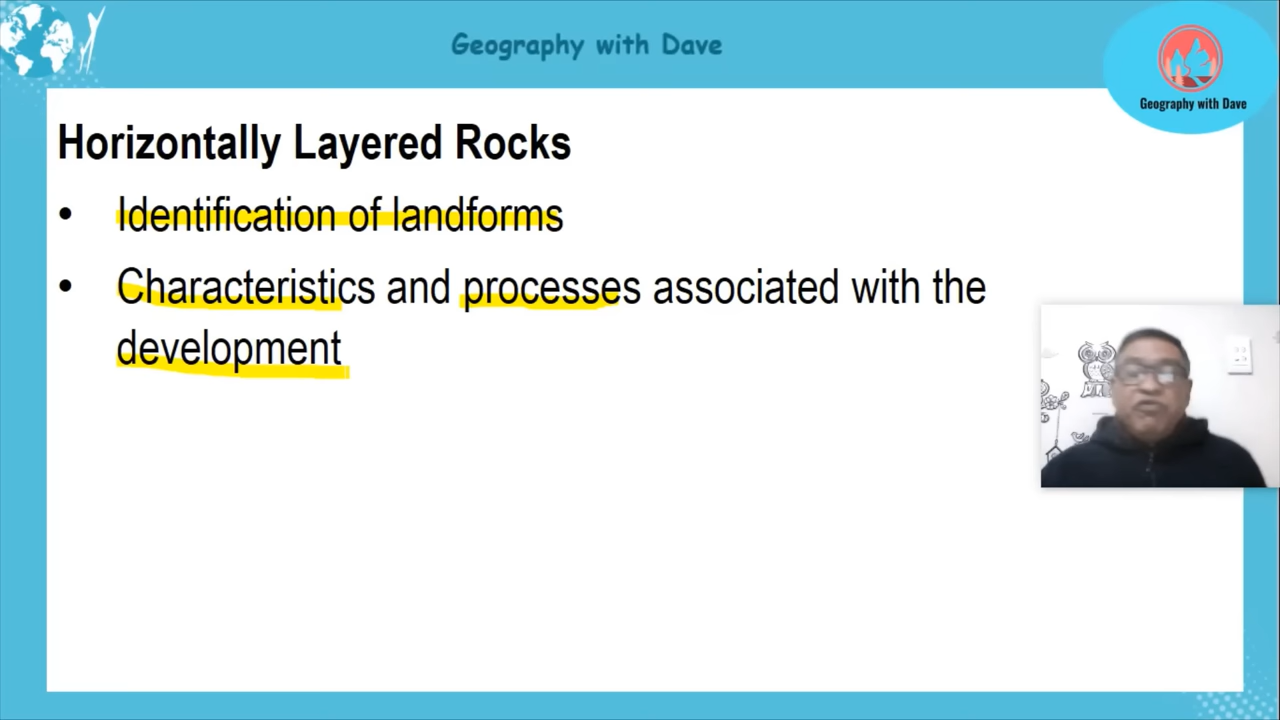 Geography with Dave
Geography with Dave
Horizontally Layered Rocks
• Identification of landforms
• Characteristics and processes associated with the
development